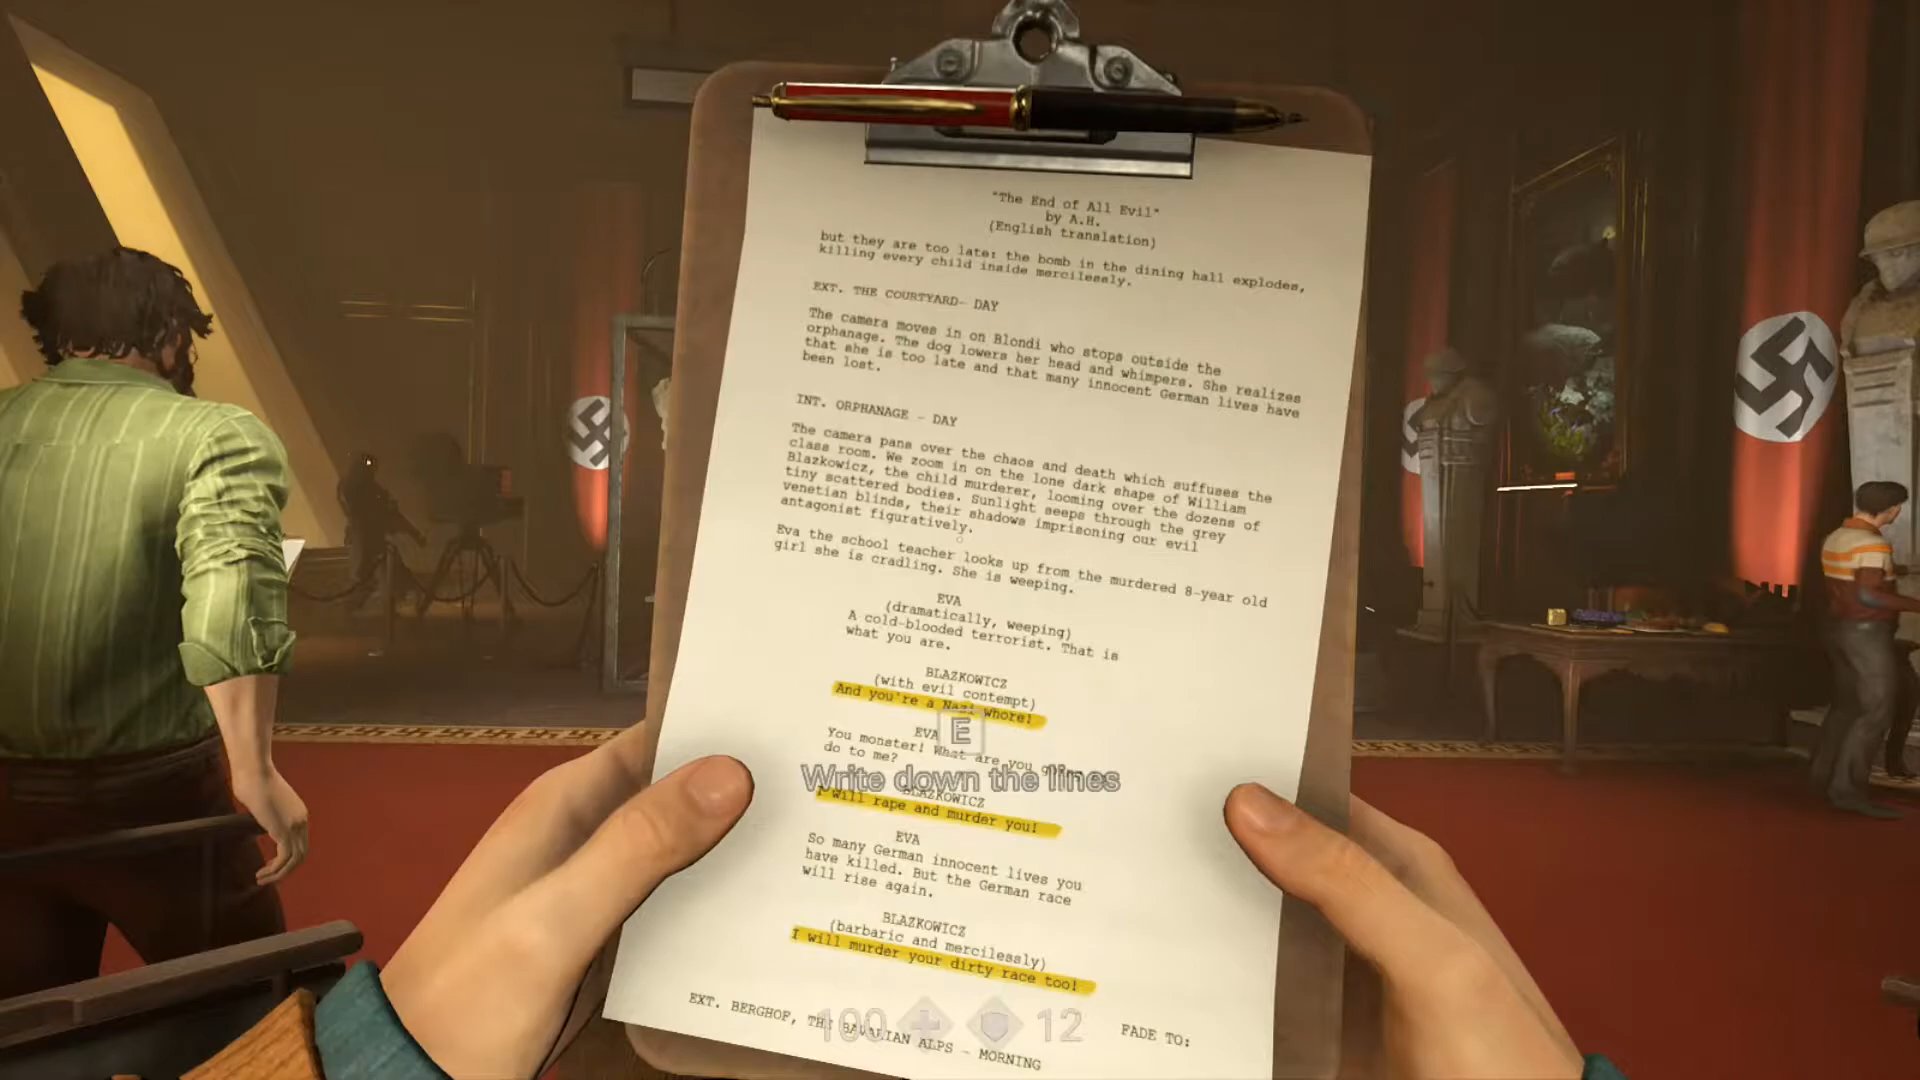 "The End of All Evil"
by A.H.
(English translation)
but they are too late: the bomb in the dining hall explodes,
killing every child inside mercilessly.
EXT. THE COURTYARD- DAY
The camera moves in on Blondi who stops outside the
orphanage. The dog lowers her head and whimpers. She realizes
that she is too late and that many innocent German lives have
been lost.
INT. ORPHANAGE - DAY
The camera pans over the chaos and death which suffuses the
class room. We zoom in on the lone dark shape of William
Blazkowicz, the child murderer, looming over the dozens of
tiny scattered bodies. Sunlight seeps through the grey
venetian blinds, their shadows imprisoning our evil
antagonist figuratively.
Eva the school teacher looks up from the murdered 8-year old
girl she is cradling. She is weeping.
EVA
(dramatically, weeping)
A cold-blooded terrorist. That is
what you are.
BLAZKOWICZ
(with evil contempt)
And you're a Nazi whore!
E
EVA
You monster! What are you going
do to me?
Write down the lines
BLAZKOWICZ
I will rape and murder you!
EVA
So many German innocent lives you
have killed. But the German race
will rise again.
BLAZKOWICZ
(barbaric and mercilessly)
I will murder your dirty race too!
100 12
FADE TO:
EXT. BERGHOF, THE BAVARIAN ALPS - MORNING